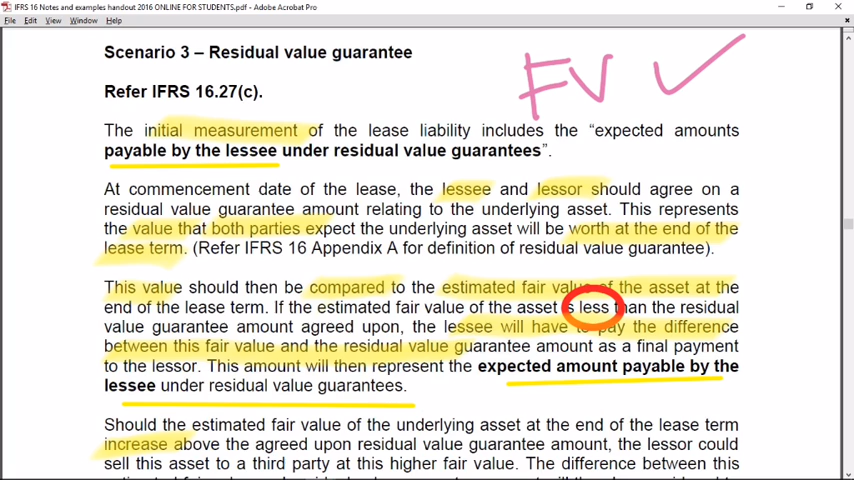 IFRS 16 Notes and examples handout 2016 ONLINE FOR STUDENTS.pdf - Adobe Acrobat Pro
File Edit View Window Help
Scenario 3 – Residual value guarantee
FV
Refer IFRS 16.27(c).
The initial measurement of the lease liability includes the “expected amounts
payable by the lessee under residual value guarantees”.
At commencement date of the lease, the lessee and lessor should agree on a
residual value guarantee amount relating to the underlying asset. This represents
the value that both parties expect the underlying asset will be worth at the end of the
lease term. (Refer IFRS 16 Appendix A for definition of residual value guarantee).
This value should then be compared to the estimated fair value of the asset at the
end of the lease term. If the estimated fair value of the asset is less than the residual
value guarantee amount agreed upon, the lessee will have to pay the difference
between this fair value and the residual value guarantee amount as a final payment
to the lessor. This amount will then represent the expected amount payable by the
lessee under residual value guarantees.
Should the estimated fair value of the underlying asset at the end of the lease term
increase above the agreed upon residual value guarantee amount, the lessor could
sell this asset to a third party at this higher fair value. The difference between this